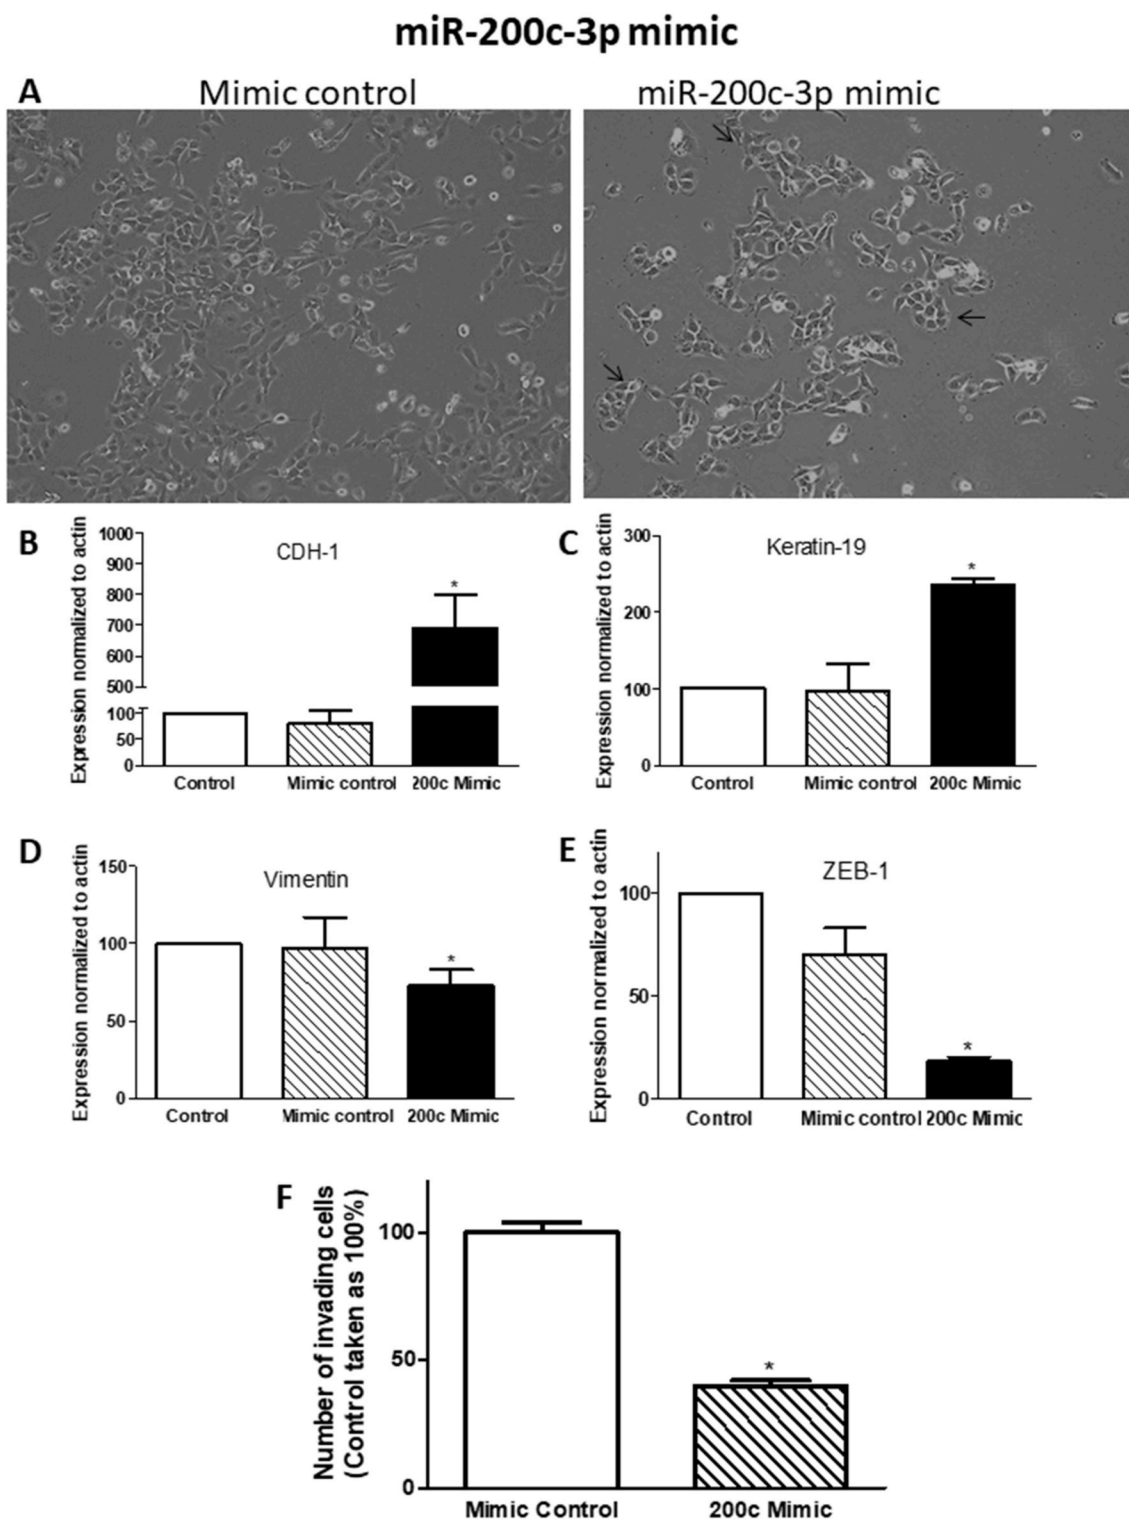 miR-200c-3p mimic
A
Mimic control
miR-200c-3p mimic
B
Expression normalized to actin
1000
900
800
700
600
500
100
50
0
CDH-1
*
Control
Mimic control
200c Mimic
C
Expression normalized to actin
300
200
100
0
Keratin-19
*
Control
Mimic control
200c Mimic
D
Expression normalized to actin
150
100
50
0
Vimentin
*
Control
Mimic control
200c Mimic
E
Expression normalized to actin
100
50
0
ZEB-1
*
Control
Mimic control
200c Mimic
F
Number of invading cells
(Control taken as 100%)
100
50
0
*
Mimic Control
200c Mimic